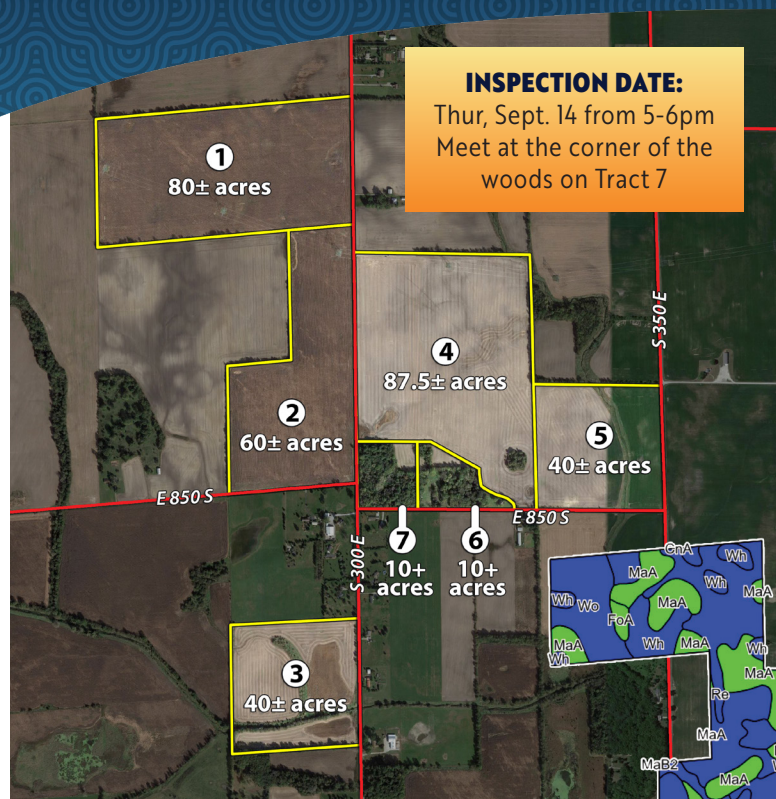 INSPECTION DATE:
Thur, Sept. 14 from 5-6pm
Meet at the corner of the
woods on Tract 7
1
80± acres
S 350 E
4
87.5± acres
2
60± acres
5
40± acres
E 850 S
E 850 S
S 300 E
7
10+
acres
6
10+
acres
3
40± acres
CnA
Wh
MaA
Wh
MaA
Wh
Wo
MaA
FoA
Wh
MaA
Wh
MaA
Wh
MaA
Re
MaA
MaB2
MaA